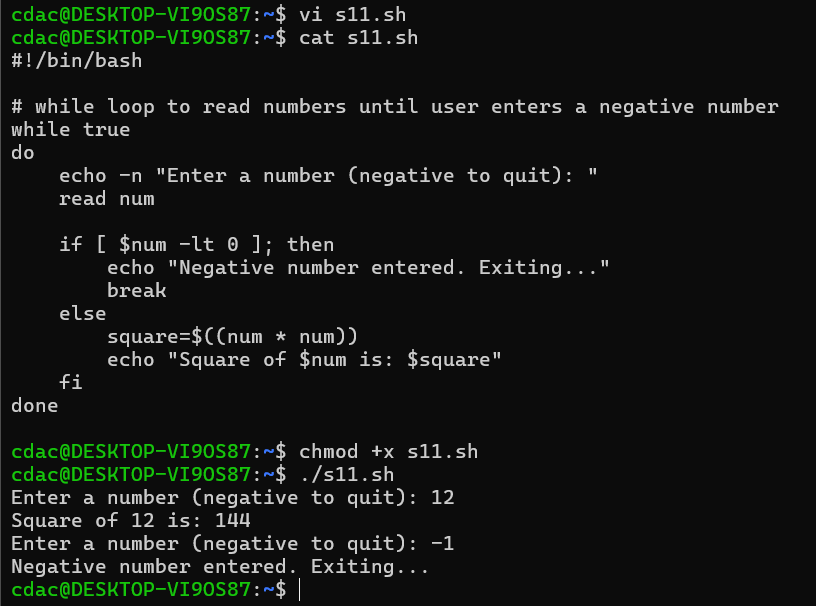 cdac@DESKTOP-VI9OS87:~$ vi s11.sh
cdac@DESKTOP-VI9OS87:~$ cat s11.sh
#!/bin/bash

# while loop to read numbers until user enters a negative number
while true
do
    echo -n "Enter a number (negative to quit): "
    read num

    if [ $num -lt 0 ]; then
        echo "Negative number entered. Exiting..."
        break
    else
        square=$((num * num))
        echo "Square of $num is: $square"
    fi
done

cdac@DESKTOP-VI9OS87:~$ chmod +x s11.sh
cdac@DESKTOP-VI9OS87:~$ ./s11.sh
Enter a number (negative to quit): 12
Square of 12 is: 144
Enter a number (negative to quit): -1
Negative number entered. Exiting...
cdac@DESKTOP-VI9OS87:~$